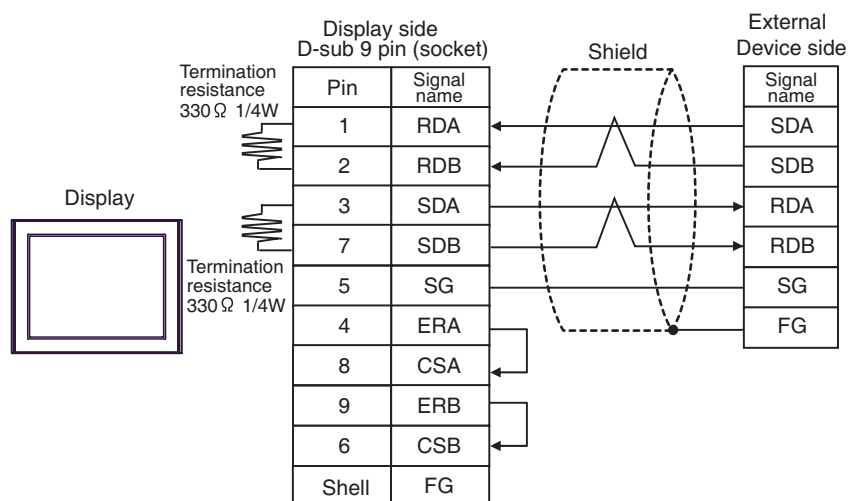 Display side
D-sub 9 pin (socket)
Shield
External
Device side
Termination
resistance
330Ω 1/4W
Pin
Signal
name
Signal
name
1
RDA
SDA
2
RDB
SDB
Display
3
SDA
RDA
7
SDB
RDB
Termination
resistance
330Ω 1/4W
5
SG
SG
4
ERA
FG
8
CSA
9
ERB
6
CSB
Shell
FG